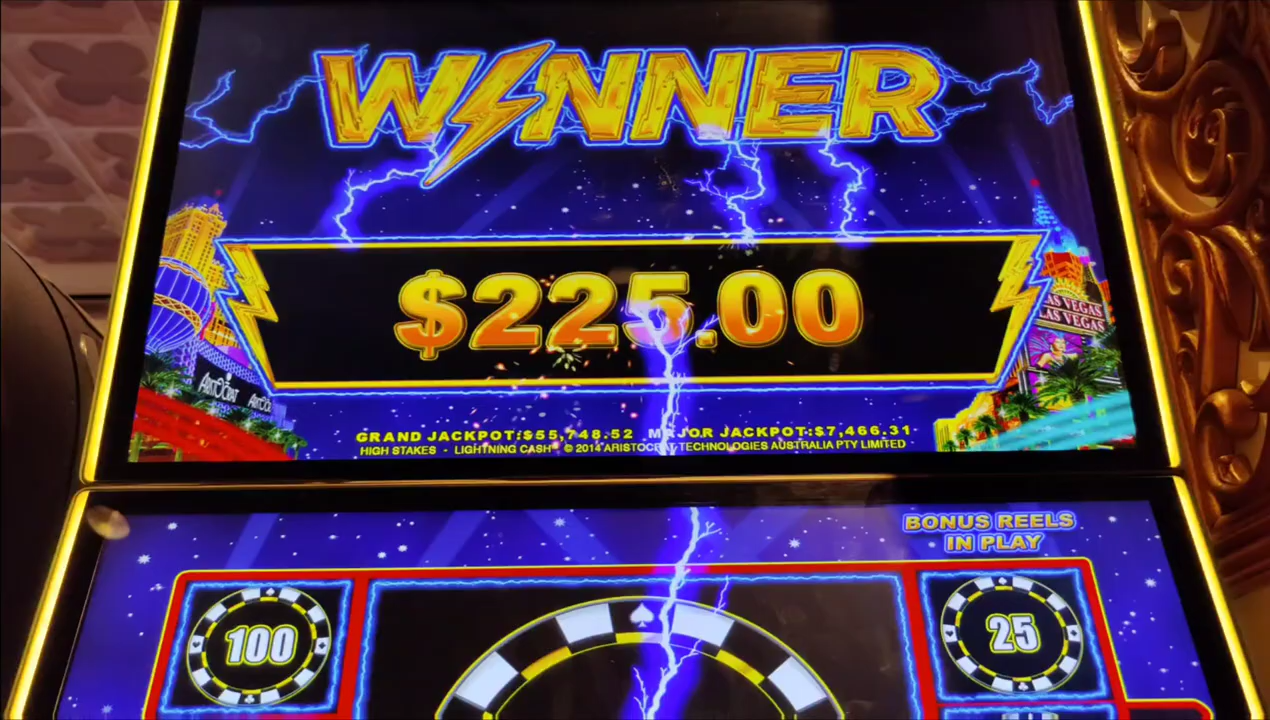 WINNER
$225.00
LAS VEGAS
LAS VEGAS
GRAND JACKPOT:$55,748.52 MAJOR JACKPOT:$7,466.31
HIGH STAKES - LIGHTNING CASH © 2014 ARISTOCRAT TECHNOLOGIES AUSTRALIA PTY LIMITED
BONUS REELS
IN PLAY
100
25